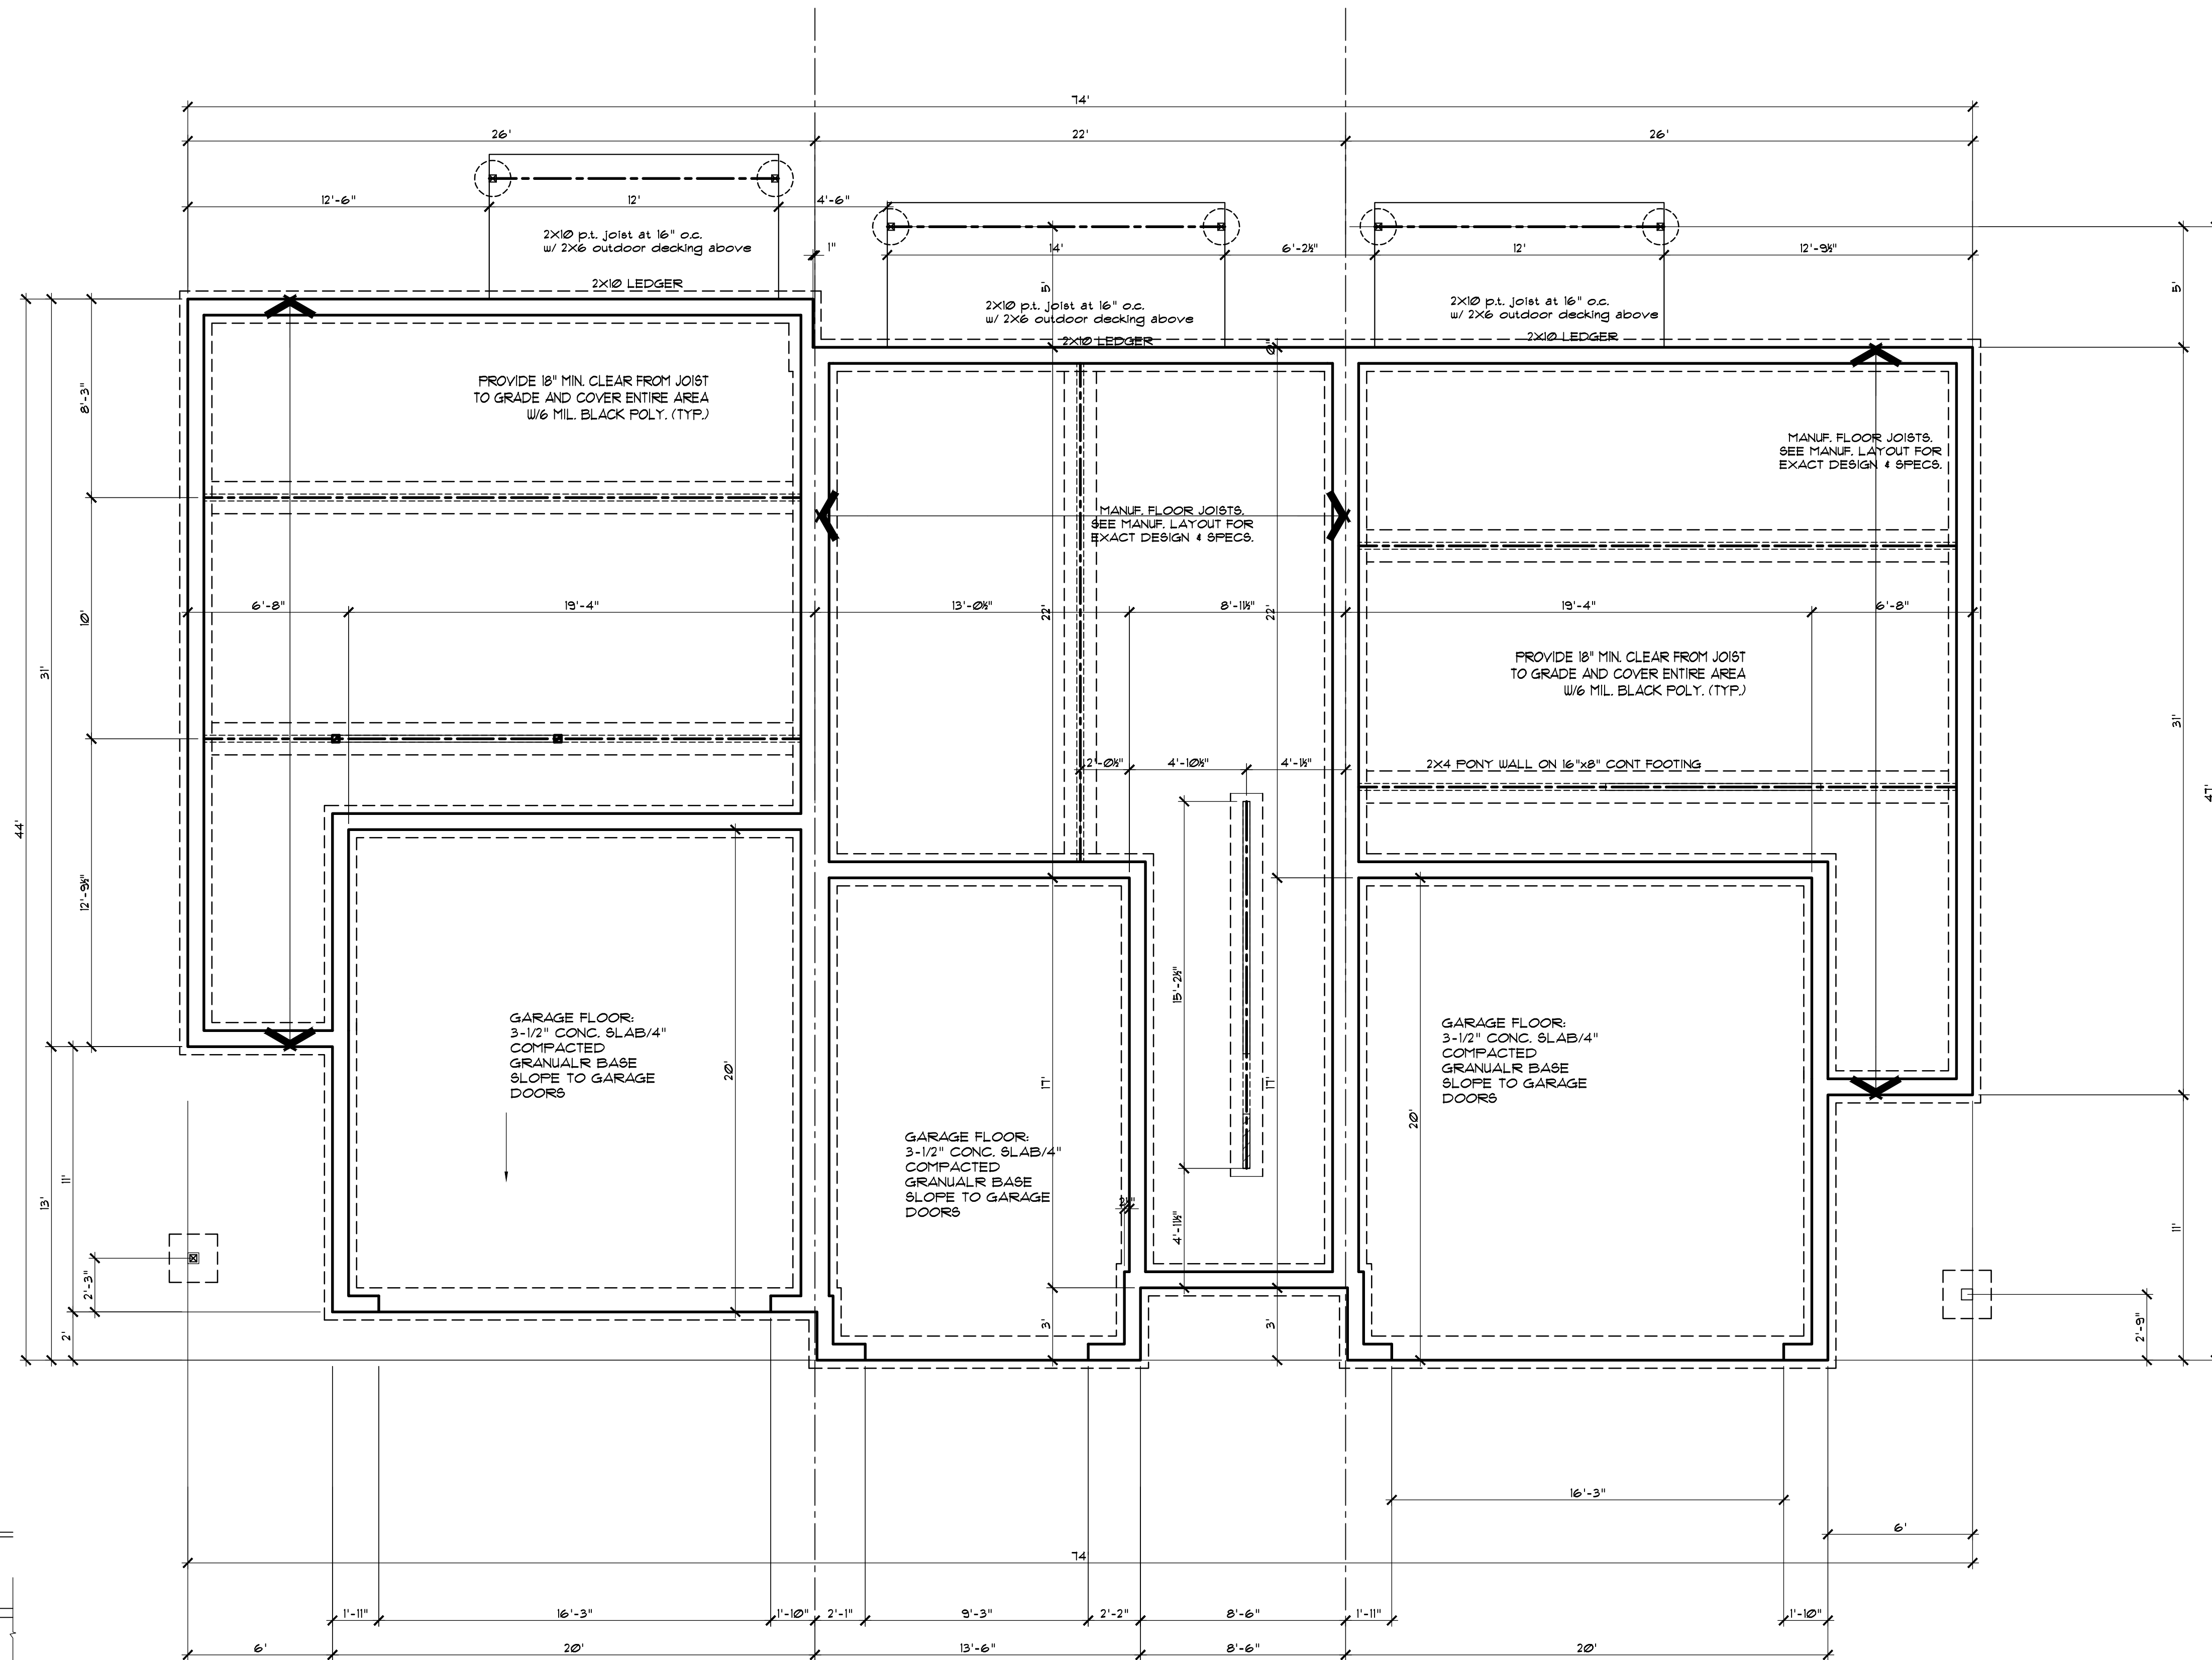 74'
26'
22'
26'
12'-6"
12'
4'-6"
2X10 p.t. joist at 16" o.c.
w/ 2X6 outdoor decking above
1"
14'
6'-2½"
12'
12'-9½"
2X10 LEDGER
5'
5'
2X10 p.t. joist at 16" o.c.
w/ 2X6 outdoor decking above
2X10 LEDGER
2X10 p.t. joist at 16" o.c.
w/ 2X6 outdoor decking above
2X10 LEDGER
0"
PROVIDE 18" MIN. CLEAR FROM JOIST
TO GRADE AND COVER ENTIRE AREA
W/6 MIL. BLACK POLY. (TYP.)
8'-3"
MANUF. FLOOR JOISTS.
SEE MANUF. LAYOUT FOR
EXACT DESIGN & SPECS.
MANUF. FLOOR JOISTS.
SEE MANUF. LAYOUT FOR
EXACT DESIGN & SPECS.
10'
6'-8"
19'-4"
13'-0½"
22'
8'-11½"
22'
19'-4"
6'-8"
31'
PROVIDE 18" MIN. CLEAR FROM JOIST
TO GRADE AND COVER ENTIRE AREA
W/6 MIL. BLACK POLY. (TYP.)
31'
2'-0½"
4'-10½"
4'-1½"
2X4 PONY WALL ON 16"x8" CONT FOOTING
47'
44'
12'-9½"
15'-2½"
GARAGE FLOOR:
3-1/2" CONC. SLAB/4"
COMPACTED
GRANUALR BASE
SLOPE TO GARAGE
DOORS
20'
17'
17'
GARAGE FLOOR:
3-1/2" CONC. SLAB/4"
COMPACTED
GRANUALR BASE
SLOPE TO GARAGE
DOORS
20'
GARAGE FLOOR:
3-1/2" CONC. SLAB/4"
COMPACTED
GRANUALR BASE
SLOPE TO GARAGE
DOORS
13'
11'
2'-3"
2'
4'-11½"
3'
3'
11'
2'-9"
16'-3"
6'
74
1'-11"
16'-3"
1'-10"
2'-1"
9'-3"
2'-2"
8'-6"
1'-11"
1'-10"
6'
20'
13'-6"
8'-6"
20'